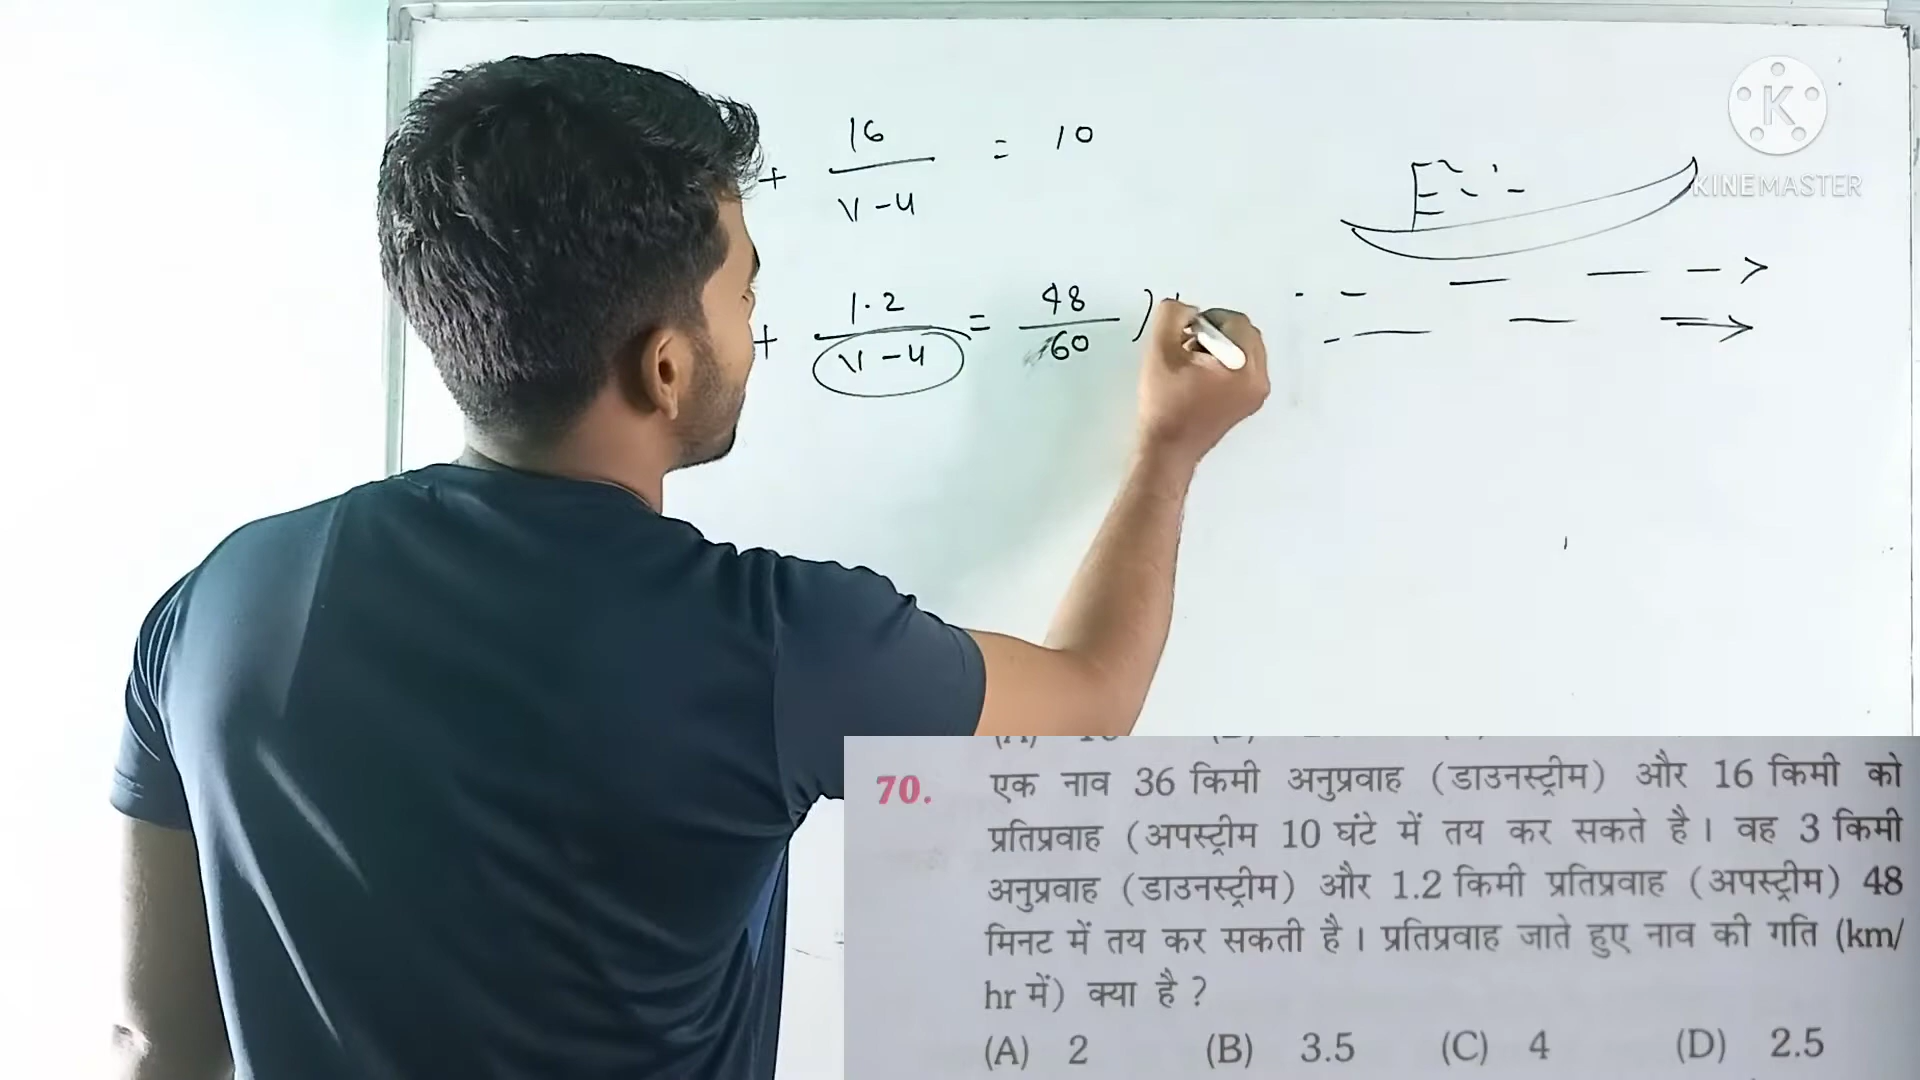 + 16/v-u = 10
+ 1.2/v-u = 48/60 )
KINEMASTER
70. एक नाव 36 किमी अनुप्रवाह (डाउनस्ट्रीम) और 16 किमी को
प्रतिप्रवाह (अपस्ट्रीम 10 घंटे में तय कर सकते है। वह 3 किमी
अनुप्रवाह (डाउनस्ट्रीम) और 1.2 किमी प्रतिप्रवाह (अपस्ट्रीम) 48
मिनट में तय कर सकती है। प्रतिप्रवाह जाते हुए नाव की गति (km/
hr में) क्या है ?
(A) 2 (B) 3.5 (C) 4 (D) 2.5